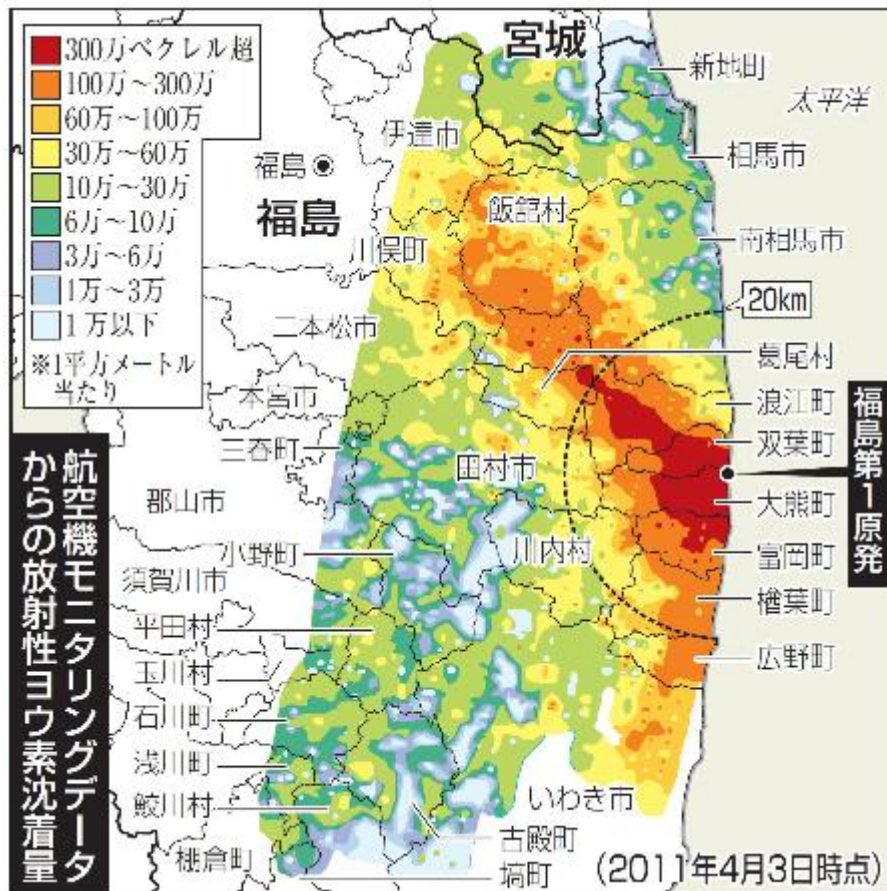 宮城
300万ベクレル超
100万～300万
60万～100万
30万～60万
10万～30万
6万～10万
3万～6万
1万～3万
1万以下
※1平方メートル
当たり
新地町
太平洋
伊達市
相馬市
福島
福島
飯舘村
川俣町
南相馬市
20km
二本松市
葛尾村
本宮市
浪江町
三春町
双葉町
田村市
福島第1原発
郡山市
大熊町
小野町
川内村
富岡町
須賀川市
楢葉町
平田村
広野町
玉川村
石川町
浅川町
鮫川村
いわき市
古殿町
棚倉町
塙町
(2011年4月3日時点)
航空機モニタリングデータ
からの放射性ヨウ素沈着量